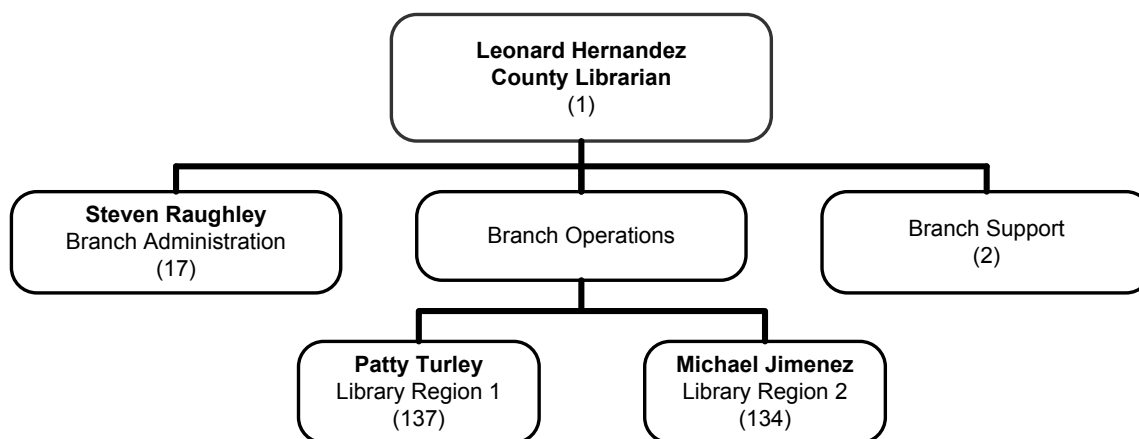 Leonard Hernandez
County Librarian
(1)
Steven Raughley
Branch Administration
(17)
Branch Operations
Branch Support
(2)
Patty Turley
Library Region 1
(137)
Michael Jimenez
Library Region 2
(134)